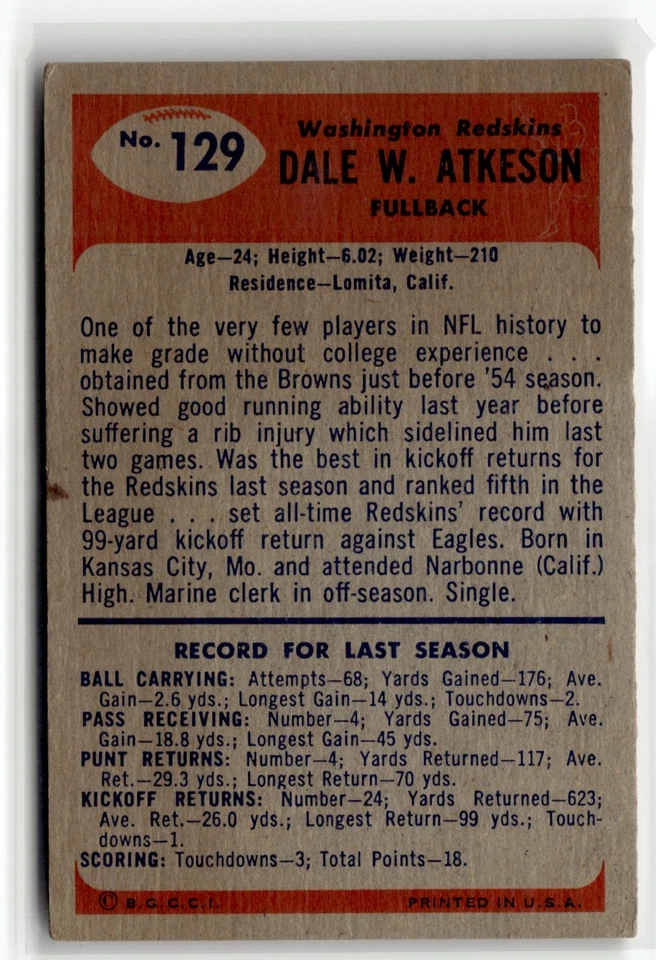 No. 129
Washington Redskins
DALE W. ATKESON
FULLBACK
Age—24; Height—6.02; Weight—210
Residence—Lomita, Calif.
One of the very few players in NFL history to
make grade without college experience . . .
obtained from the Browns just before '54 season.
Showed good running ability last year before
suffering a rib injury which sidelined him last
two games. Was the best in kickoff returns for
the Redskins last season and ranked fifth in the
League . . . set all-time Redskins' record with
99-yard kickoff return against Eagles. Born in
Kansas City, Mo. and attended Narbonne (Calif.)
High. Marine clerk in off-season. Single.
RECORD FOR LAST SEASON
BALL CARRYING: Attempts—68; Yards Gained—176; Ave.
Gain—2.6 yds.; Longest Gain—14 yds.; Touchdowns—2.
PASS RECEIVING: Number—4; Yards Gained—75; Ave.
Gain—18.8 yds.; Longest Gain—45 yds.
PUNT RETURNS: Number—4; Yards Returned—117; Ave.
Ret.—29.3 yds.; Longest Return—70 yds.
KICKOFF RETURNS: Number—24; Yards Returned—623;
Ave. Ret.—26.0 yds.; Longest Return—99 yds.; Touch-
downs—1.
SCORING: Touchdowns—3; Total Points—18.
© B.G.C.C.I. PRINTED IN U.S.A.